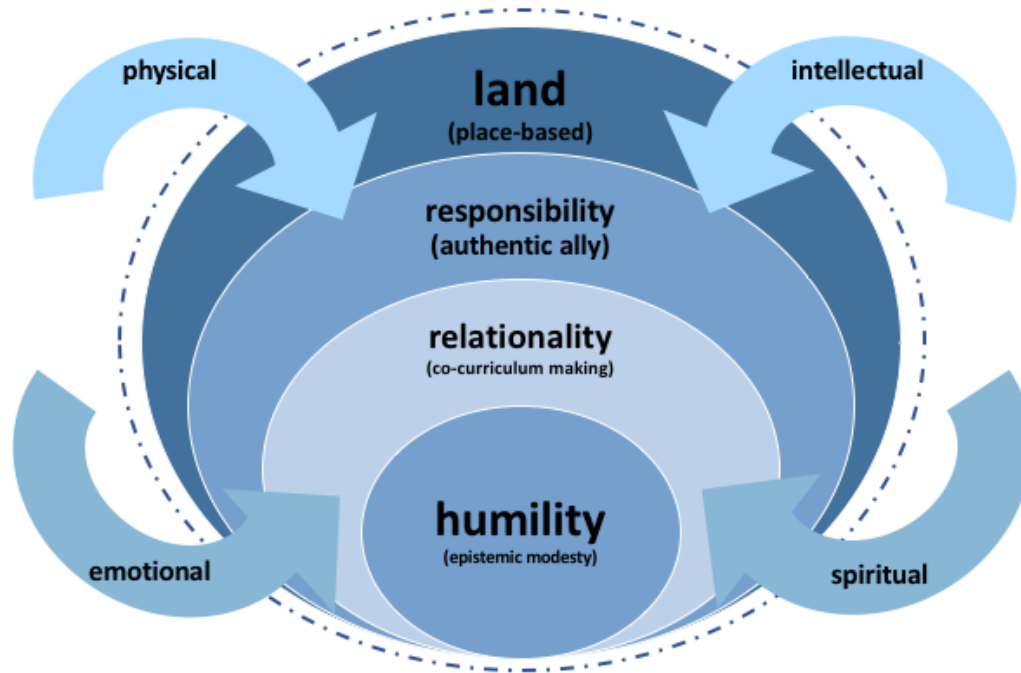 physical
intellectual
land
(place-based)
responsibility
(authentic ally)
relationality
(co-curriculum making)
humility
(epistemic modesty)
emotional
spiritual